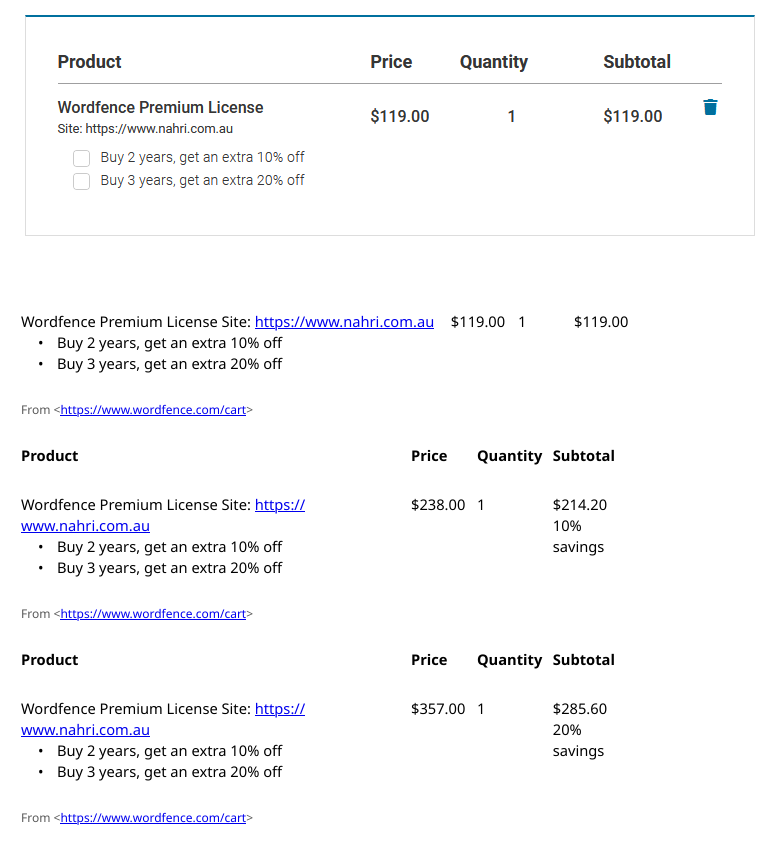 Product Price Quantity Subtotal
Wordfence Premium License
Site: https://www.nahri.com.au
$119.00 1 $119.00
Buy 2 years, get an extra 10% off
Buy 3 years, get an extra 20% off
Wordfence Premium License Site: https://www.nahri.com.au $119.00 1 $119.00
• Buy 2 years, get an extra 10% off
• Buy 3 years, get an extra 20% off
From <https://www.wordfence.com/cart>
Product Price Quantity Subtotal
Wordfence Premium License Site: https:// $238.00 1 $214.20
www.nahri.com.au 10%
• Buy 2 years, get an extra 10% off savings
• Buy 3 years, get an extra 20% off
From <https://www.wordfence.com/cart>
Product Price Quantity Subtotal
Wordfence Premium License Site: https:// $357.00 1 $285.60
www.nahri.com.au 20%
• Buy 2 years, get an extra 10% off savings
• Buy 3 years, get an extra 20% off
From <https://www.wordfence.com/cart>